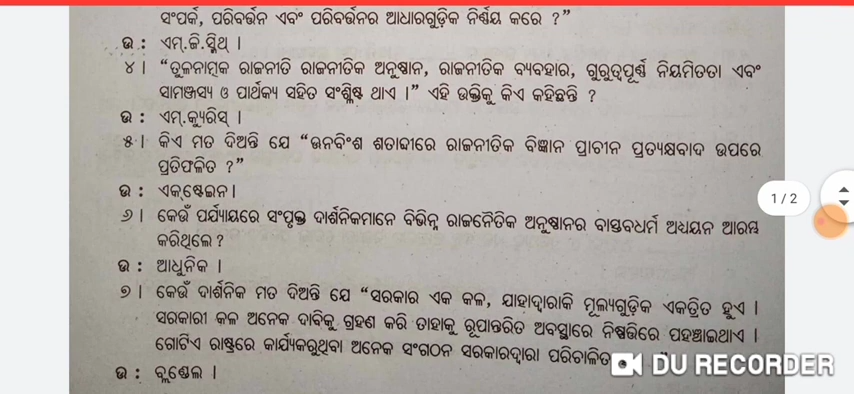 ସଂପର୍କ, ପରିବର୍ତ୍ତନ ଏବଂ ପରିବର୍ତ୍ତନର ଆଧାରଗୁଡ଼ିକ ନିର୍ଣ୍ଣୟ କରେ ?”
ଉ : ଏମ୍.ଜି.ସ୍ମିଥ୍ ।
୪ । “ତୁଳନାତ୍ମକ ରାଜନୀତି ରାଜନୀତିକ ଅନୁଷ୍ଠାନ, ରାଜନୀତିକ ବ୍ୟବହାର, ଗୁରୁତ୍ୱପୂର୍ଣ୍ଣ ନିୟମିତତା ଏବଂ
ସାମଞ୍ଜସ୍ୟ ଓ ପାର୍ଥକ୍ୟ ସହିତ ସଂଶ୍ଳିଷ୍ଟ ଥାଏ ।” ଏହି ଉକ୍ତିକୁ କିଏ କହିଛନ୍ତି ?
ଉ : ଏମ୍.କ୍ୟୁରିସ୍ ।
୫ । କିଏ ମତ ଦିଅନ୍ତି ଯେ “ଊନବିଂଶ ଶତାବ୍ଦୀରେ ରାଜନୀତିକ ବିଜ୍ଞାନ ପ୍ରାଚୀନ ପ୍ରତ୍ୟକ୍ଷବାଦ ଉପରେ
ପ୍ରତିଫଳିତ ?”
ଉ : ଏକ୍‌ଷ୍ଟେଇନ ।
୬ । କେଉଁ ପର୍ଯ୍ୟାୟରେ ସଂପୃକ୍ତ ଦାର୍ଶନିକମାନେ ବିଭିନ୍ନ ରାଜନୈତିକ ଅନୁଷ୍ଠାନର ବାସ୍ତବଧର୍ମୀ ଅଧ୍ୟୟନ ଆରମ୍ଭ
କରିଥିଲେ ?
ଉ : ଆଧୁନିକ ।
୭ । କେଉଁ ଦାର୍ଶନିକ ମତ ଦିଅନ୍ତି ଯେ “ସରକାର ଏକ କଳ, ଯାହାଦ୍ୱାରାକି ମୂଲ୍ୟଗୁଡ଼ିକ ଏକତ୍ରିତ ହୁଏ ।
ସରକାରୀ କଳ ଅନେକ ଦାବିକୁ ଗ୍ରହଣ କରି ତାହାକୁ ରୂପାନ୍ତରିତ ଅବସ୍ଥାରେ ନିଷ୍ପତ୍ତିରେ ପହଞ୍ଚାଇଥାଏ ।
ଗୋଟିଏ ରାଷ୍ଟ୍ରରେ କାର୍ଯ୍ୟକରୁଥିବା ଅନେକ ସଂଗଠନ ସରକାରଦ୍ୱାରା ପରିଚାଳିତ
ଉ : ବ୍ଲଣ୍ଡେଲ ।
1 / 2
DU RECORDER